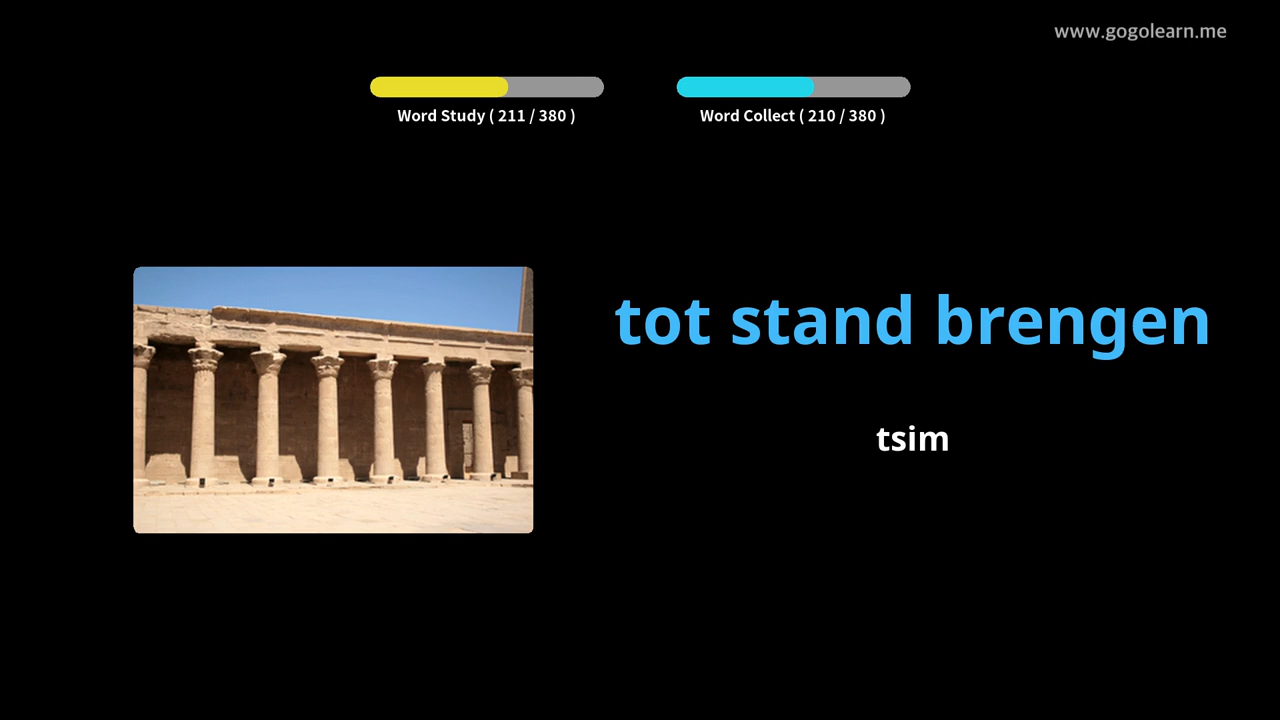 www.gogolearn.me
Word Study ( 211 / 380 )
Word Collect ( 210 / 380 )
tot stand brengen
tsim